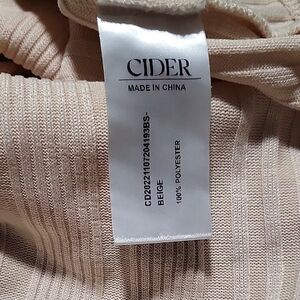 CIDER
MADE IN CHINA
CD20221107204193BS-
BEIGE
100% POLYESTER